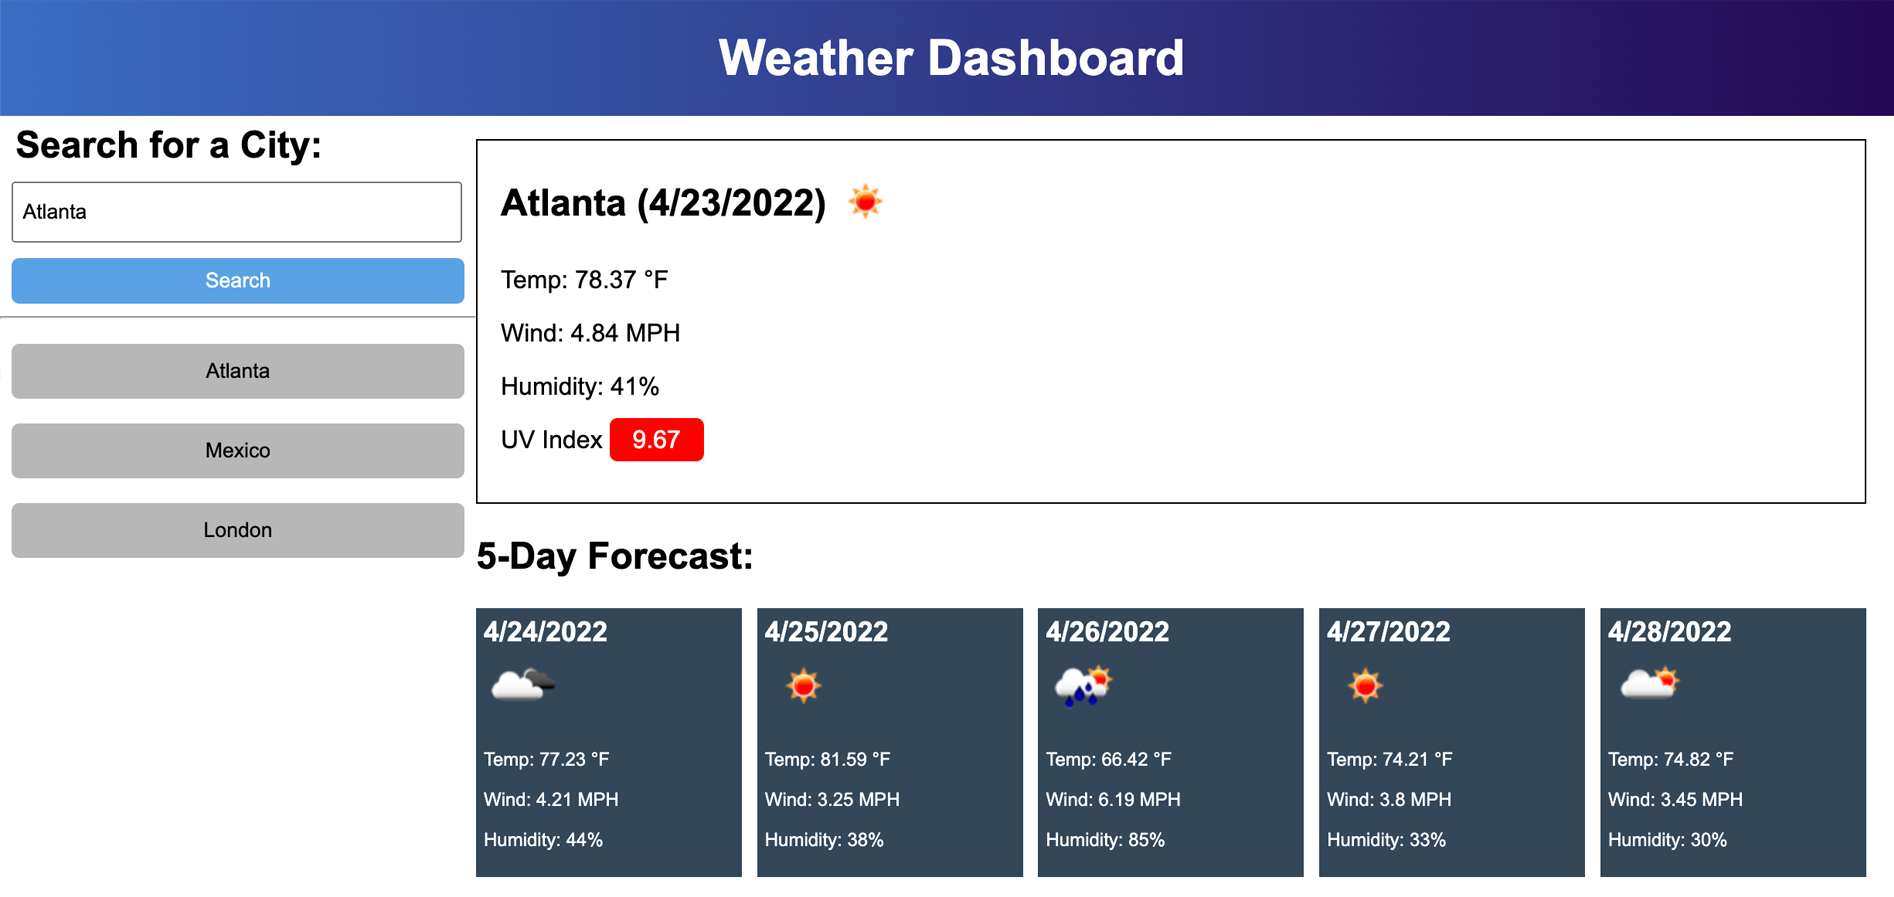 Weather Dashboard
Search for a City:
Atlanta
Search
Atlanta
Mexico
London
Atlanta (4/23/2022)
Temp: 78.37 °F
Wind: 4.84 MPH
Humidity: 41%
UV Index 9.67
5-Day Forecast:
4/24/2022
Temp: 77.23 °F
Wind: 4.21 MPH
Humidity: 44%
4/25/2022
Temp: 81.59 °F
Wind: 3.25 MPH
Humidity: 38%
4/26/2022
Temp: 66.42 °F
Wind: 6.19 MPH
Humidity: 85%
4/27/2022
Temp: 74.21 °F
Wind: 3.8 MPH
Humidity: 33%
4/28/2022
Temp: 74.82 °F
Wind: 3.45 MPH
Humidity: 30%